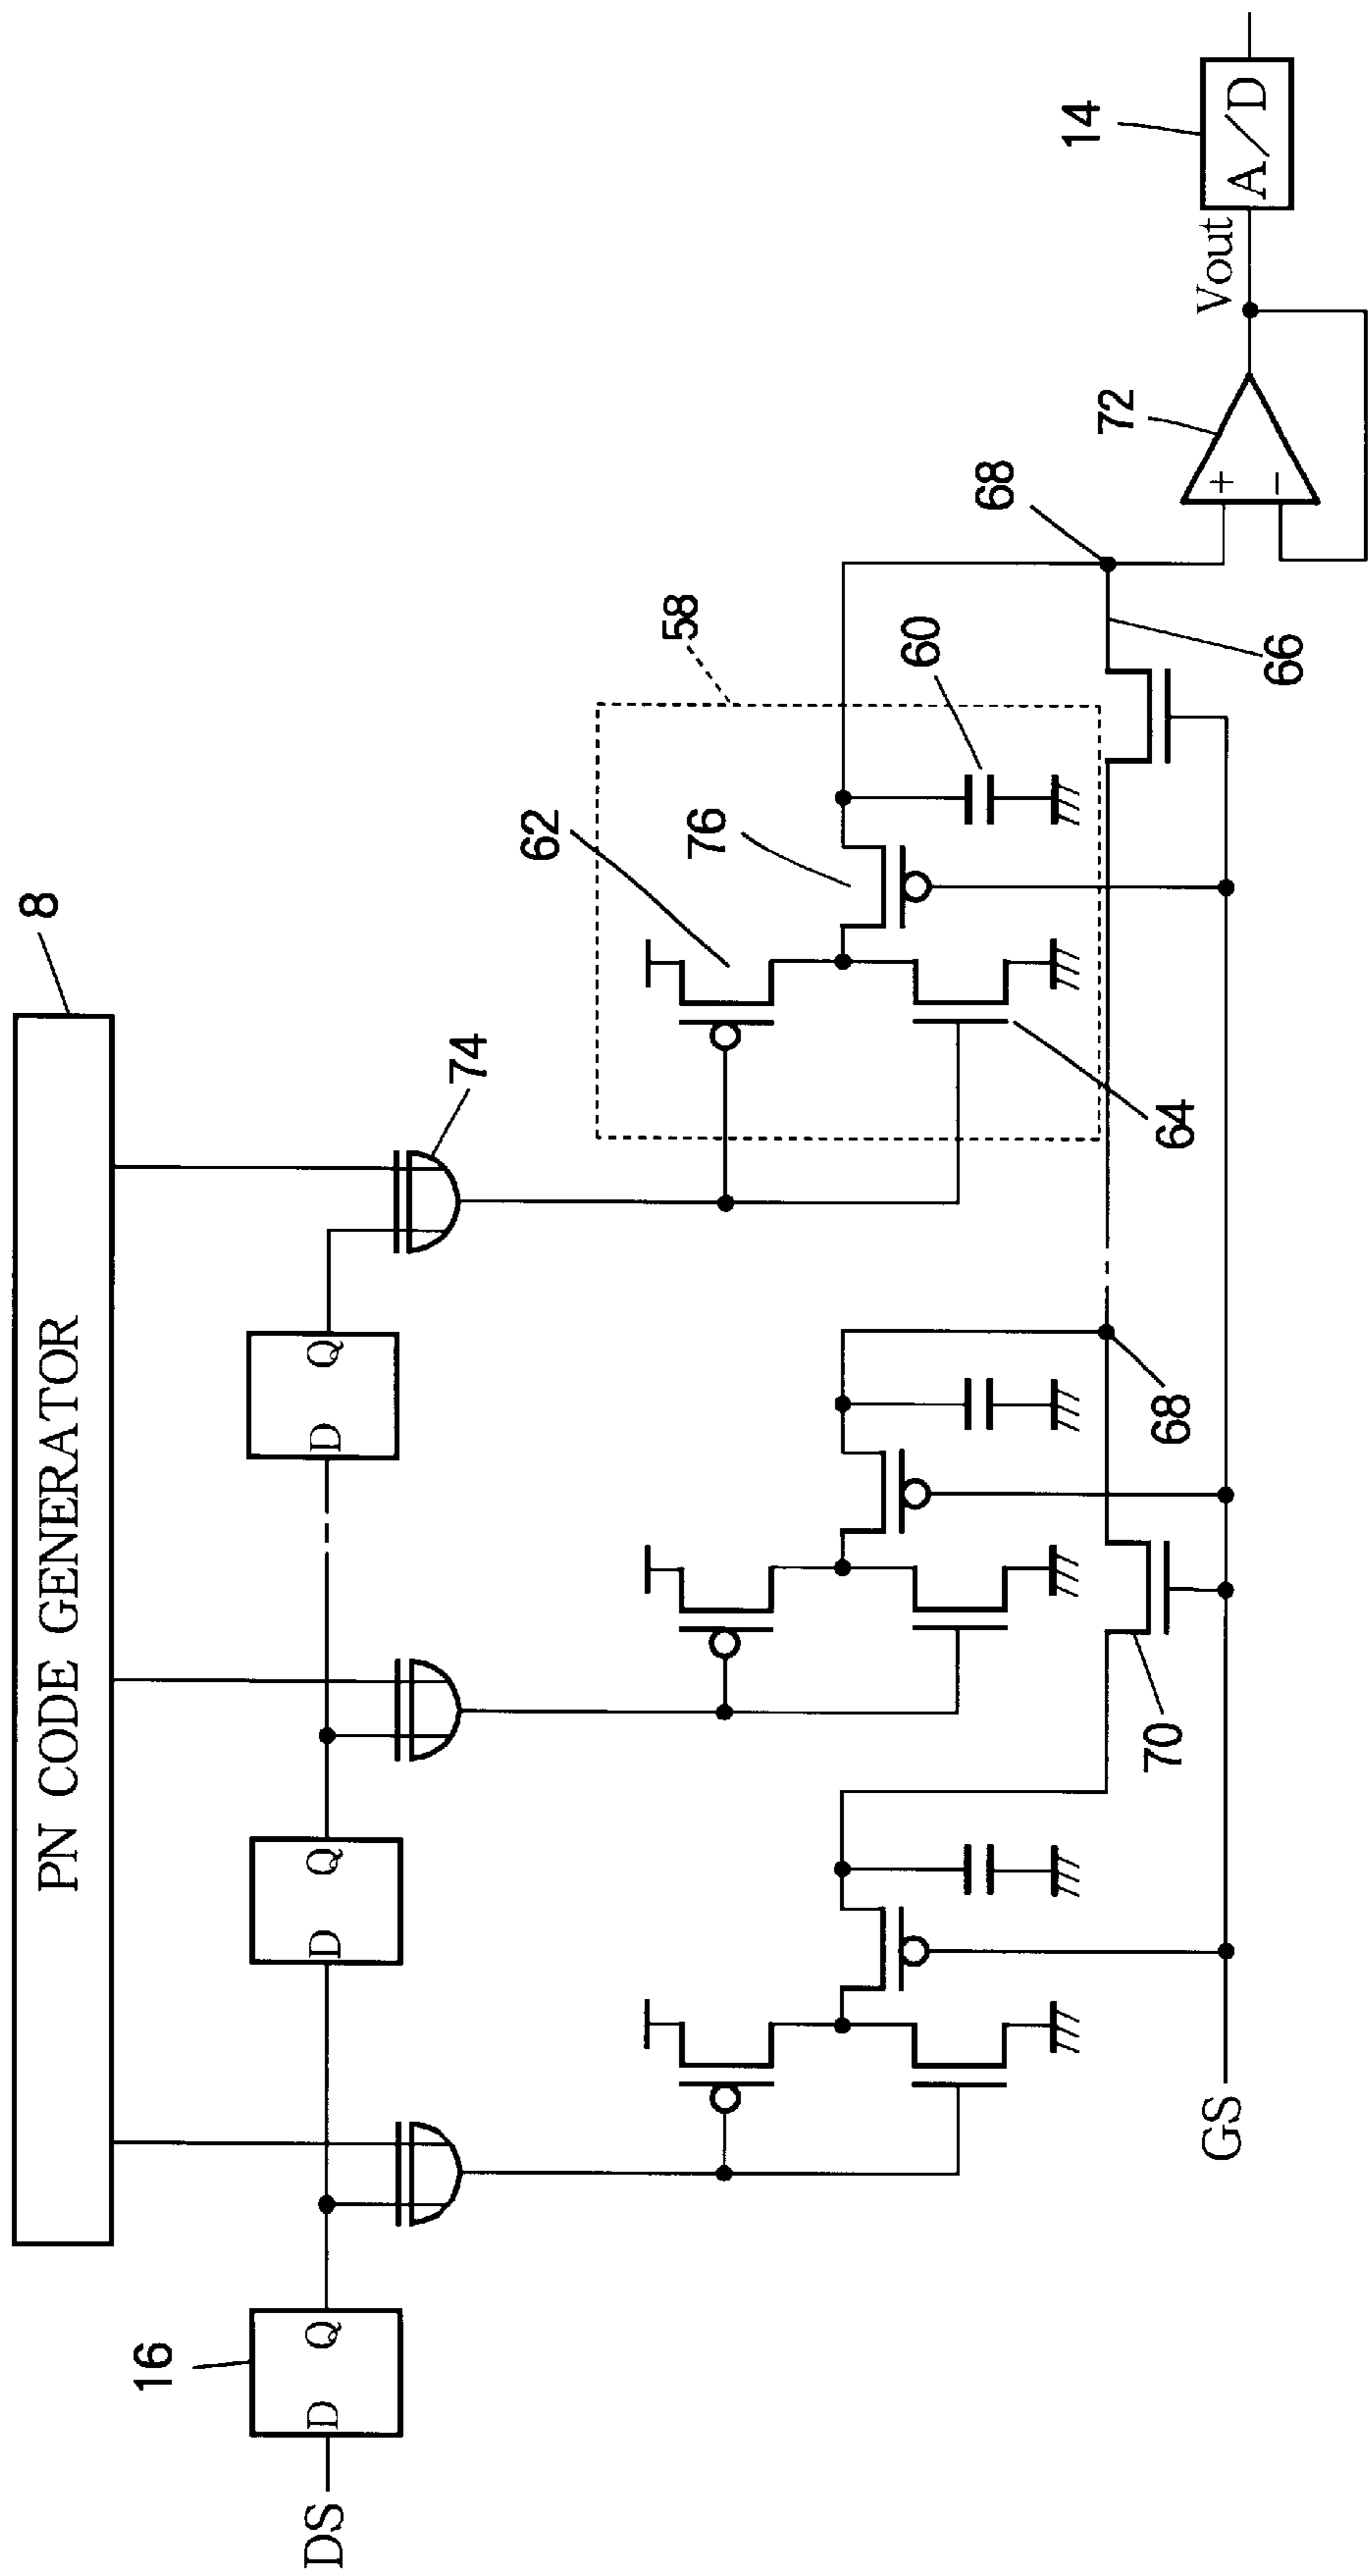 PN CODE GENERATOR
8
16
D Q
D Q
D Q
DS
74
58
62
76
60
64
68
66
68
70
72
Vout
14
A/D
GS
+
−